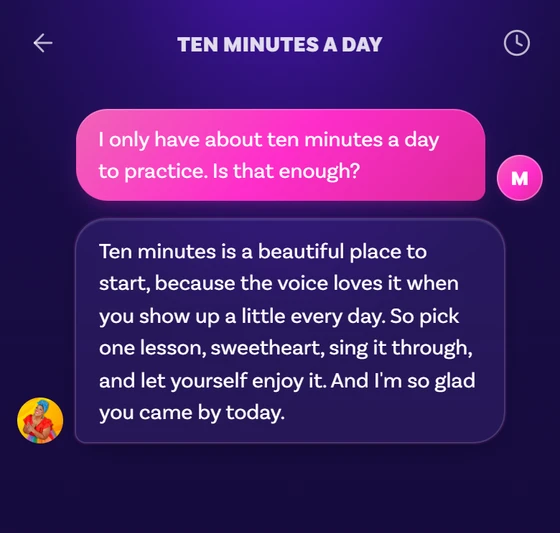 TEN MINUTES A DAY
I only have about ten minutes a day
to practice. Is that enough?
M
Ten minutes is a beautiful place to
start, because the voice loves it when
you show up a little every day. So pick
one lesson, sweetheart, sing it through,
and let yourself enjoy it. And I'm so glad
you came by today.